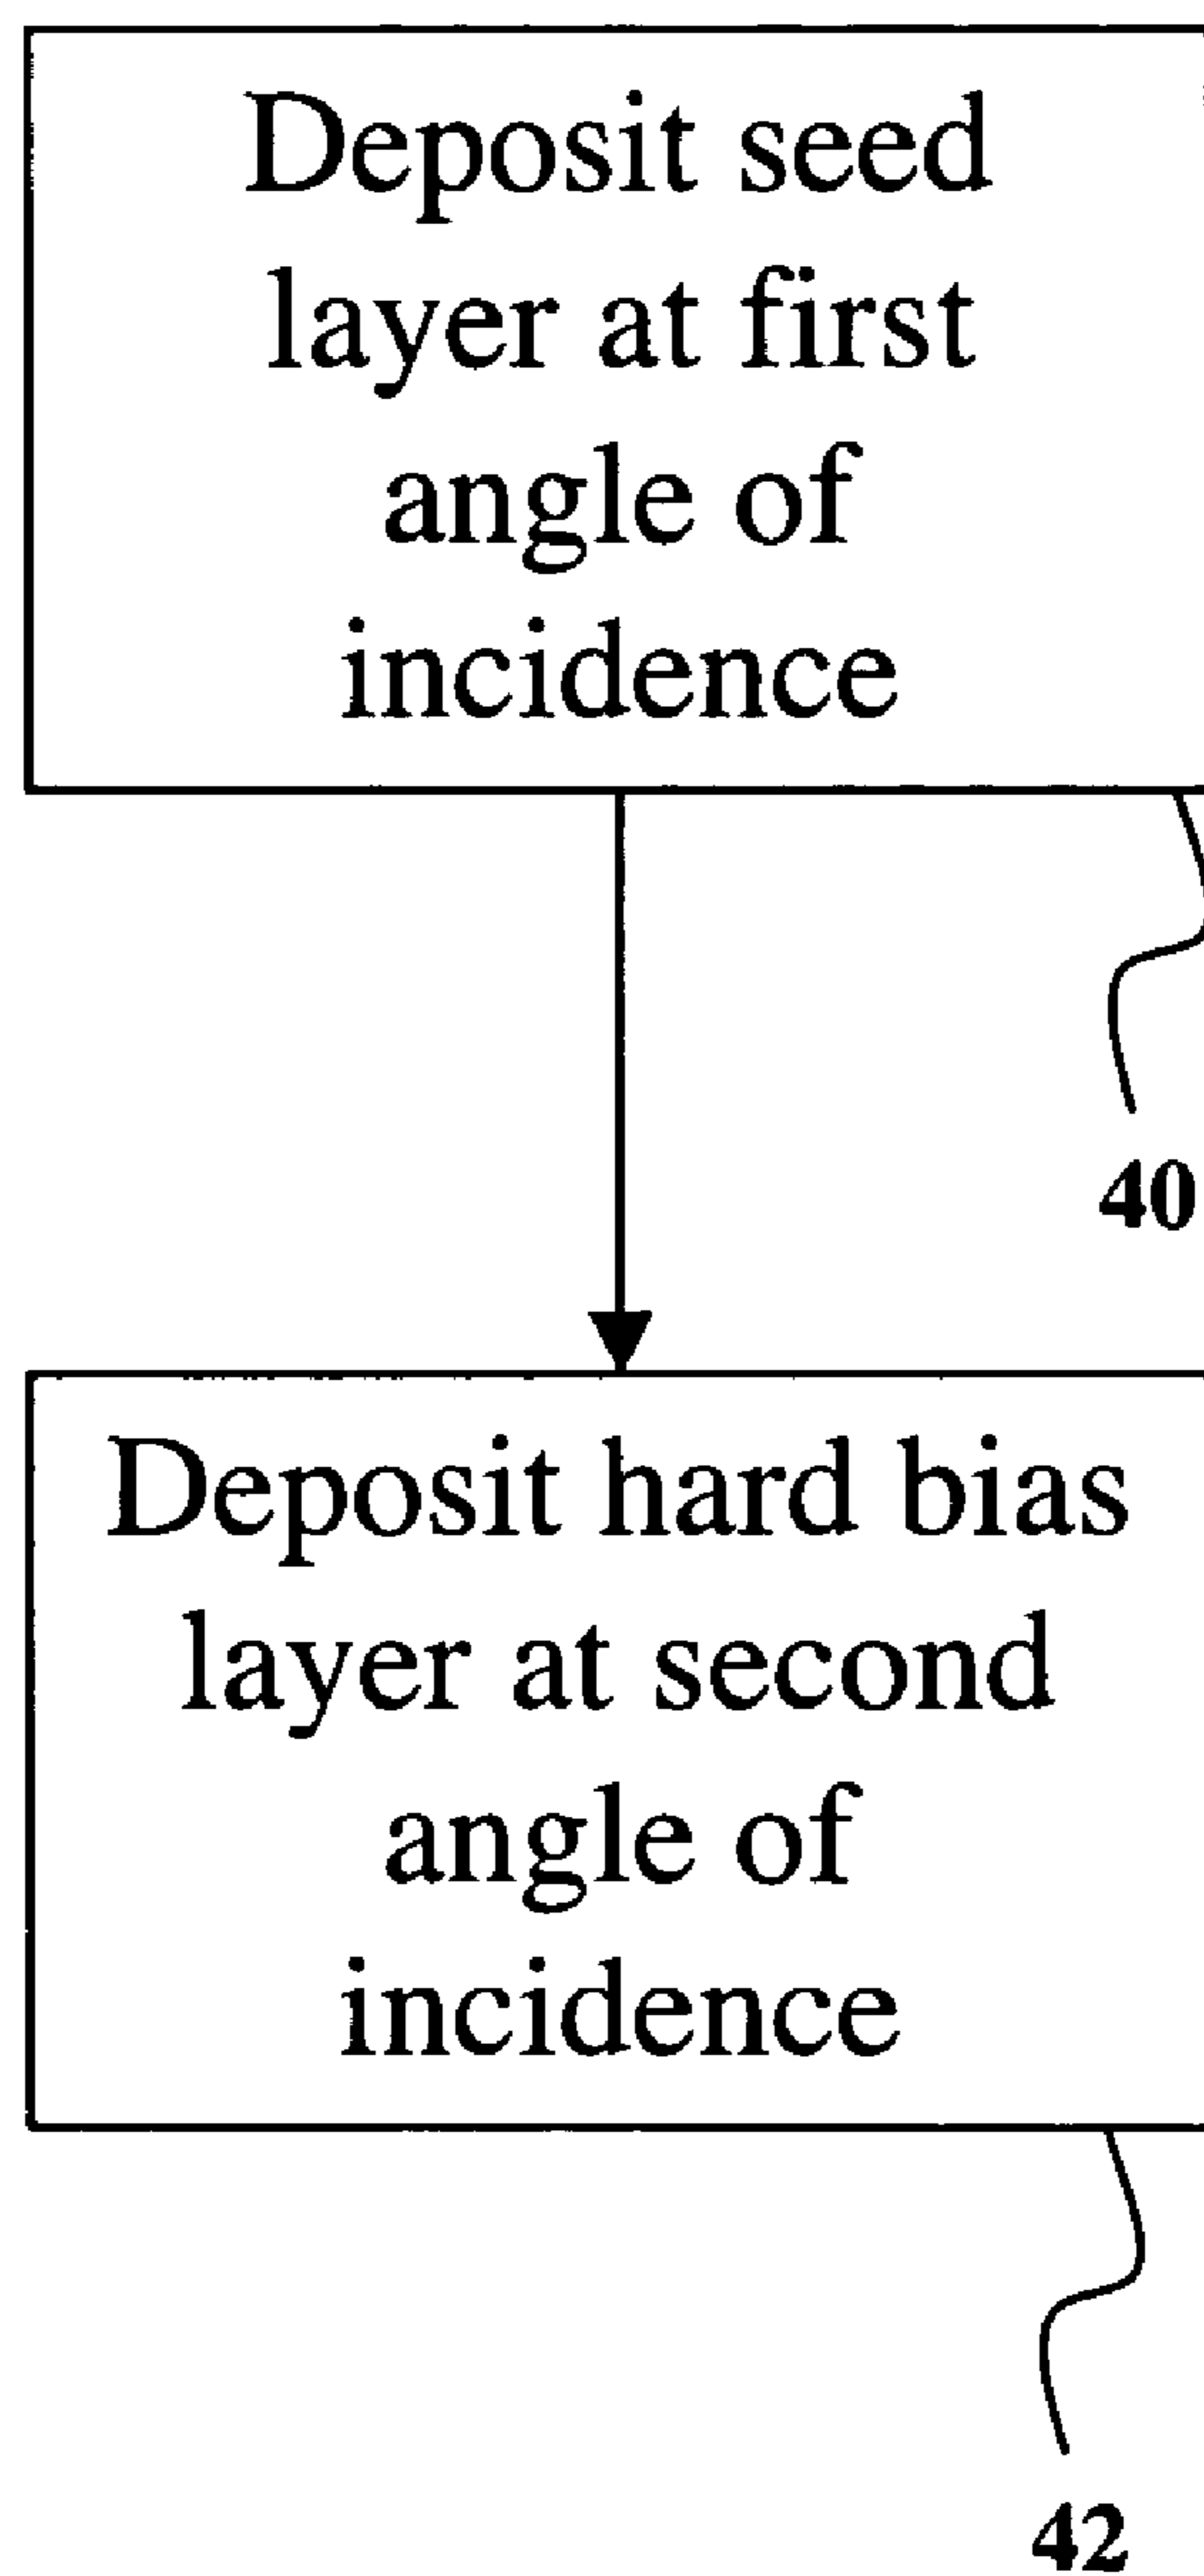 Deposit seed
layer at first
angle of
incidence
40
Deposit hard bias
layer at second
angle of
incidence
42